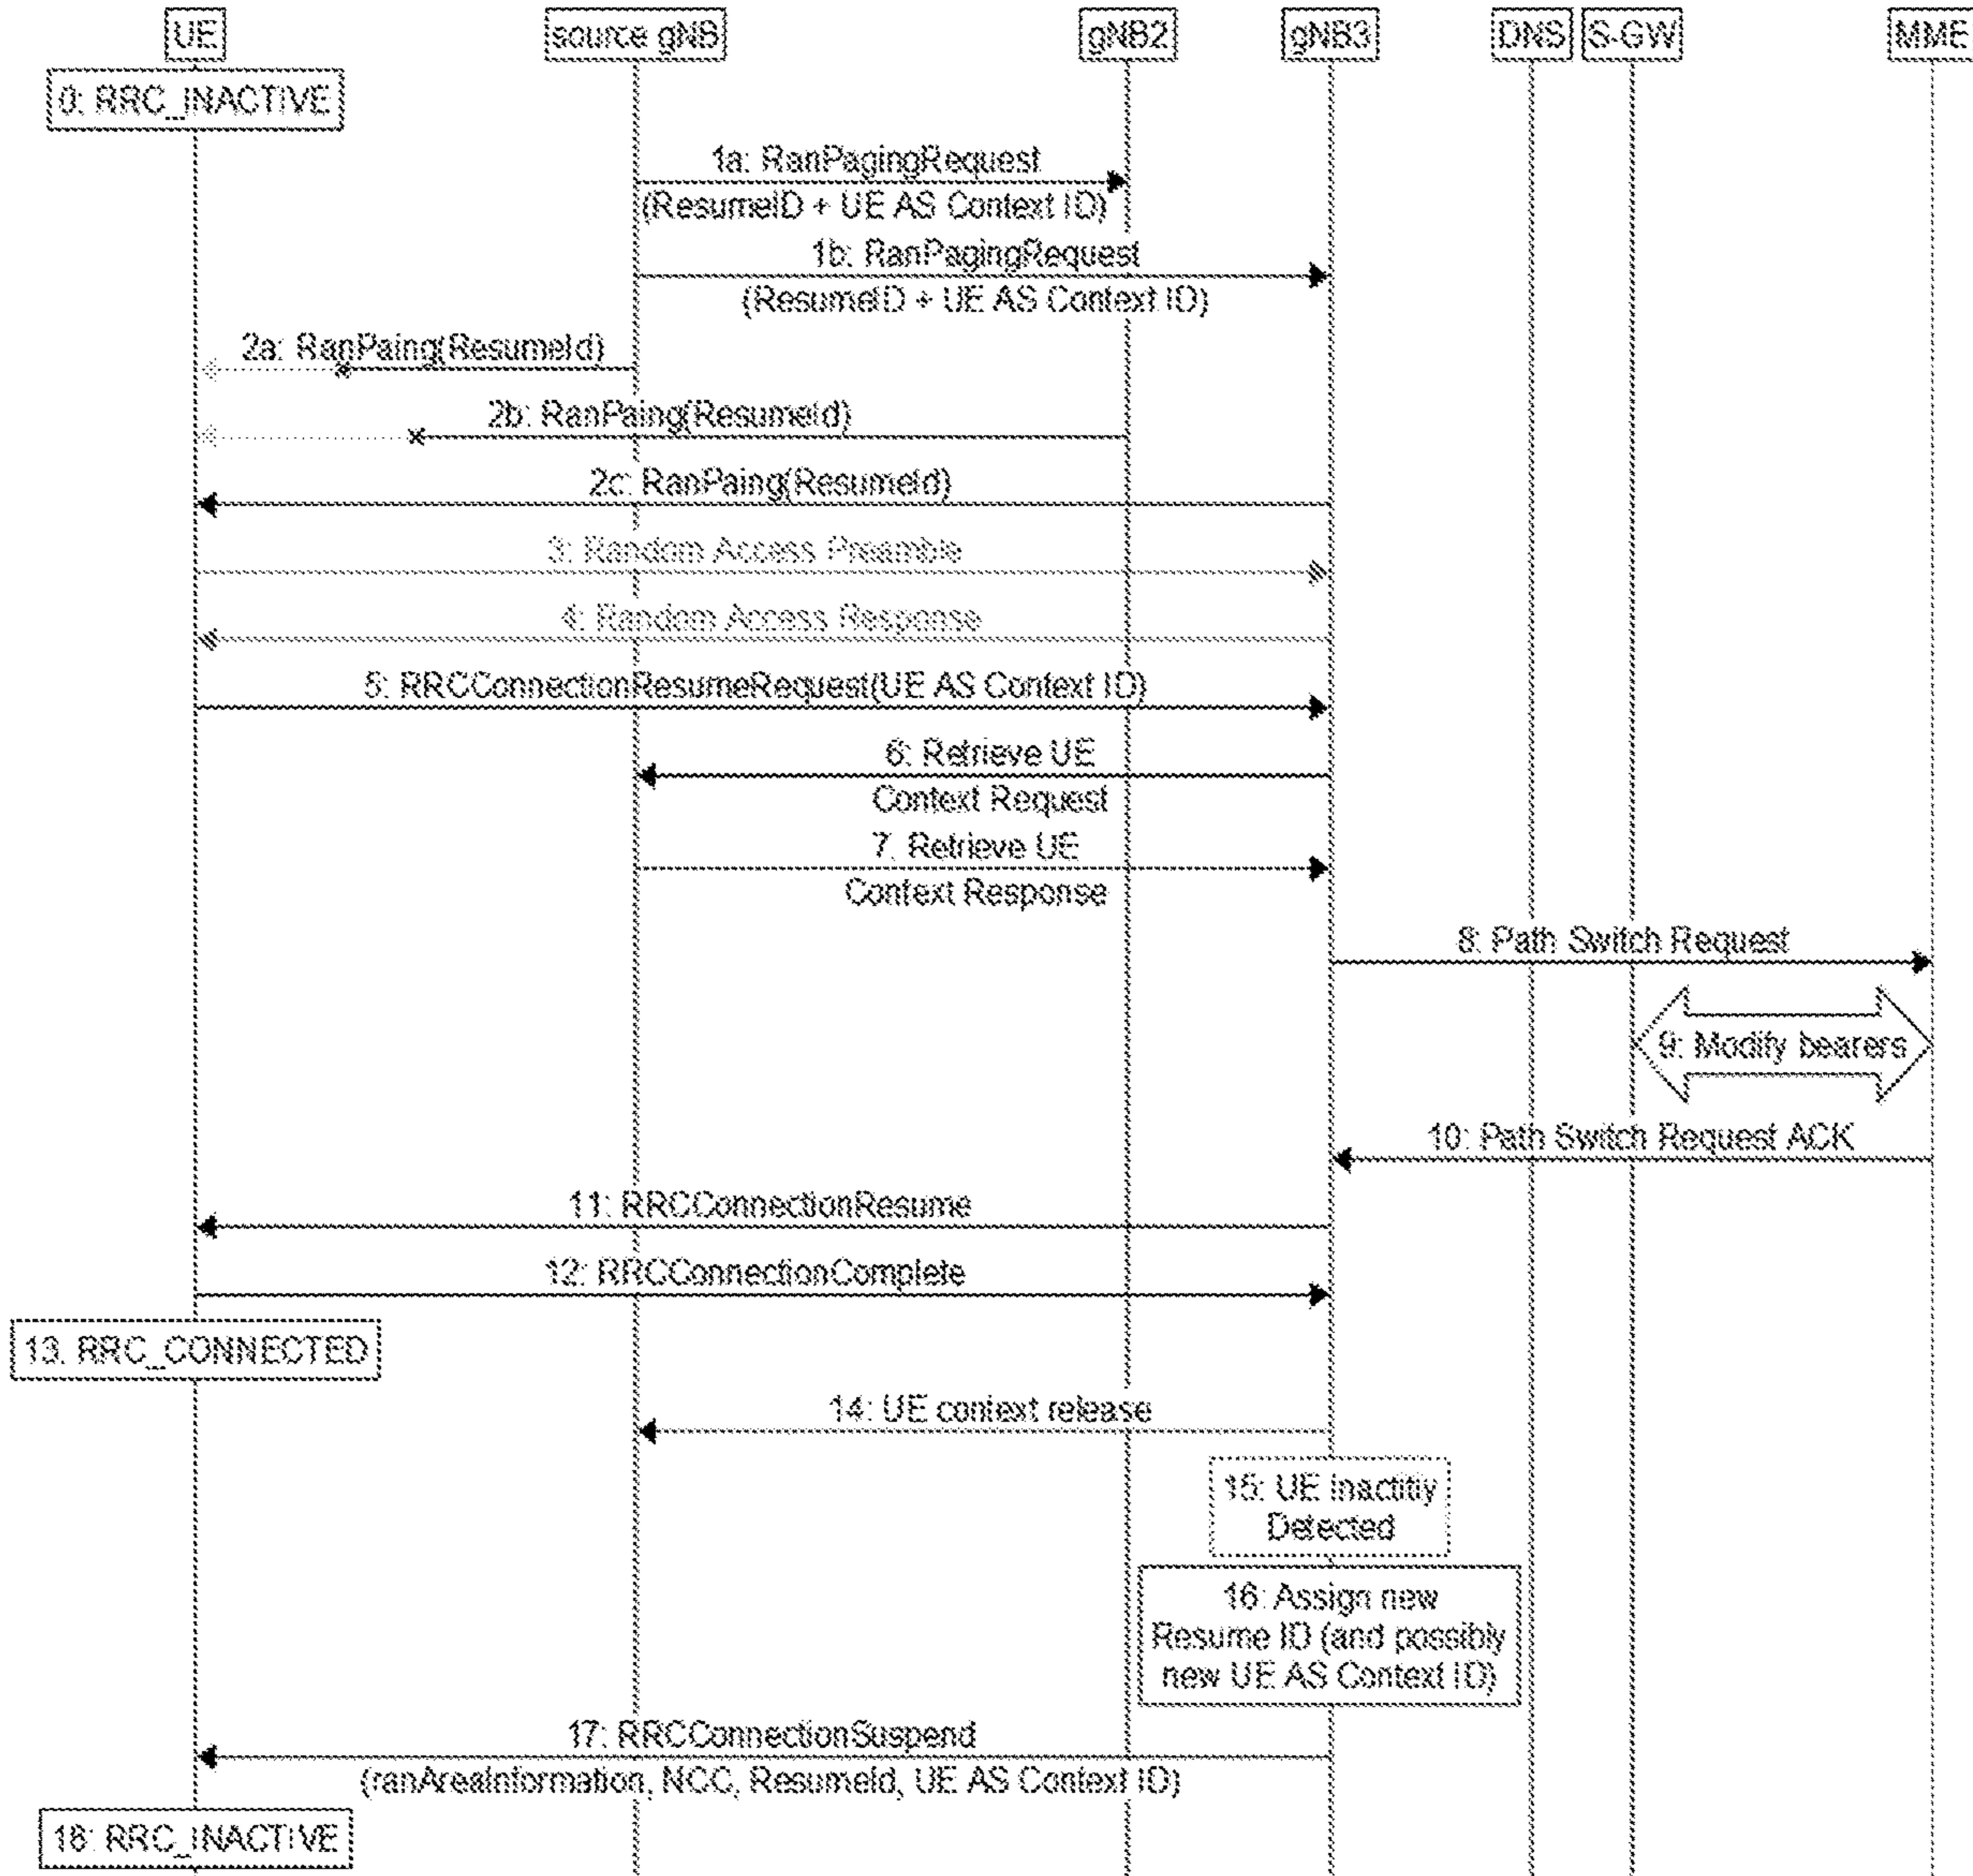 UE
source gNB
gNB2
gNB3
DNS
S-GW
MME
0: RRC_INACTIVE
1a: RanPagingRequest
(ResumeID + UE AS Context ID)
1b: RanPagingRequest
(ResumeID + UE AS Context ID)
2a: RanPaing(ResumeId)
2b: RanPaing(ResumeId)
2c: RanPaing(ResumeId)
3: Random Access Preamble
4: Random Access Response
5: RRCConnectionResumeRequest(UE AS Context ID)
6: Retrieve UE
Context Request
7. Retrieve UE
Context Response
8: Path Switch Request
9: Modify bearers
10: Path Switch Request ACK
11: RRCConnectionResume
12: RRCConnectionComplete
13. RRC_CONNECTED
14: UE context release
15: UE Inactitiy
Detected
16: Assign new
Resume ID (and possibly
new UE AS Context ID)
17: RRCConnectionSuspend
(ranAreaInformation, NCC, ResumeId, UE AS Context ID)
18: RRC_INACTIVE